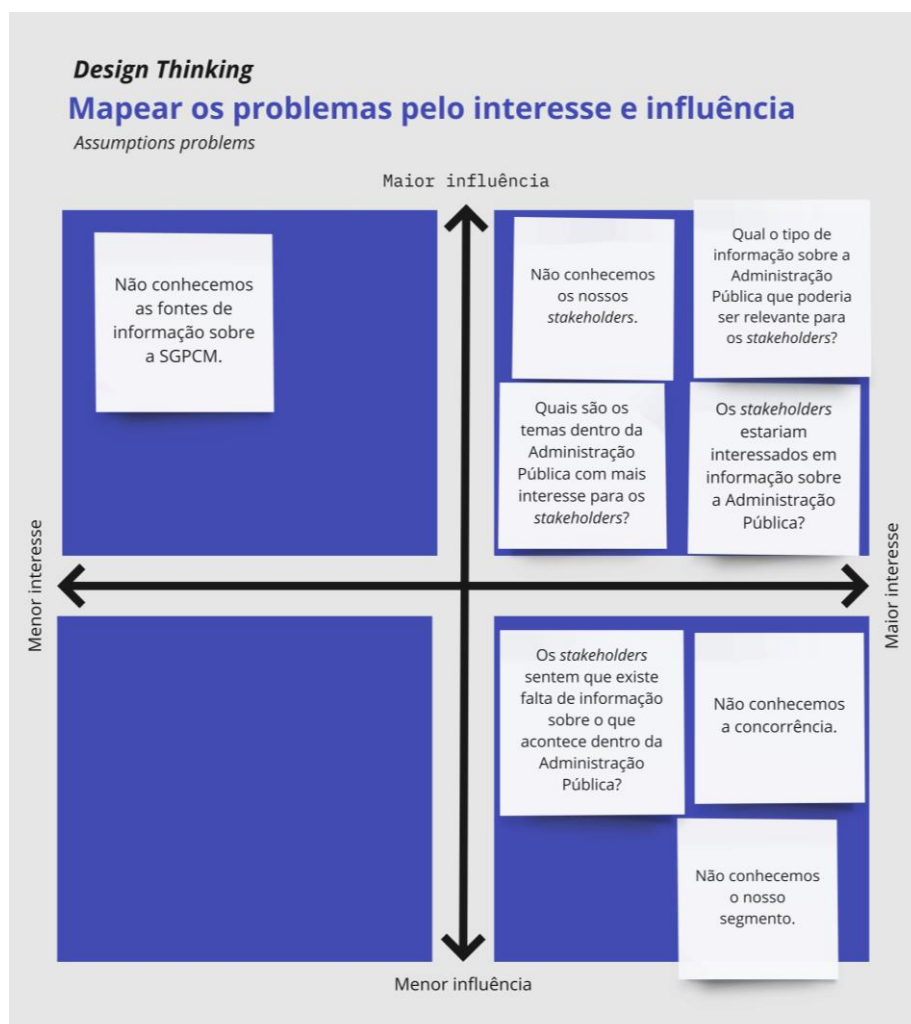 Design Thinking
Mapear os problemas pelo interesse e influência
Assumptions problems
Maior influência
Não conhecemos
as fontes de
informação sobre
a SGPCM.
Não conhecemos
os nossos
stakeholders.
Qual o tipo de
informação sobre a
Administração
Pública que poderia
ser relevante para
os stakeholders?
Quais são os
temas dentro da
Administração
Pública com mais
interesse para os
stakeholders?
Os stakeholders
estariam
interessados em
informação sobre
a Administração
Pública?
Menor interesse
Maior interesse
Os stakeholders
sentem que existe
falta de informação
sobre o que
acontece dentro da
Administração
Pública?
Não conhecemos
a concorrência.
Não conhecemos
o nosso
segmento.
Menor influência